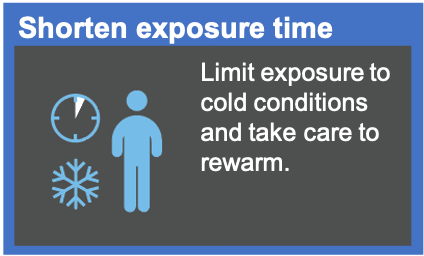 Shorten exposure time
Limit exposure to
cold conditions
and take care to
rewarm.